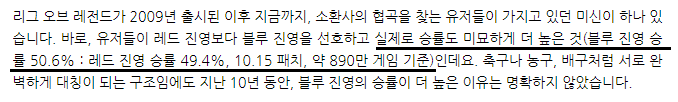 리그 오브 레전드가 2009년 출시된 이후 지금까지, 소환사의 협곡을 찾는 유저들이 가지고 있던 미신이 하나 있
습니다. 바로, 유저들이 레드 진영보다 블루 진영을 선호하고 실제로 승률도 미묘하게 더 높은 것(블루 진영 승
률 50.6% : 레드 진영 승률 49.4%, 10.15 패치, 약 890만 게임 기준)인데요. 축구나 농구, 배구처럼 서로 완
벽하게 대칭이 되는 구조임에도 지난 10년 동안, 블루 진영의 승률이 더 높은 이유는 명확하지 않았습니다.